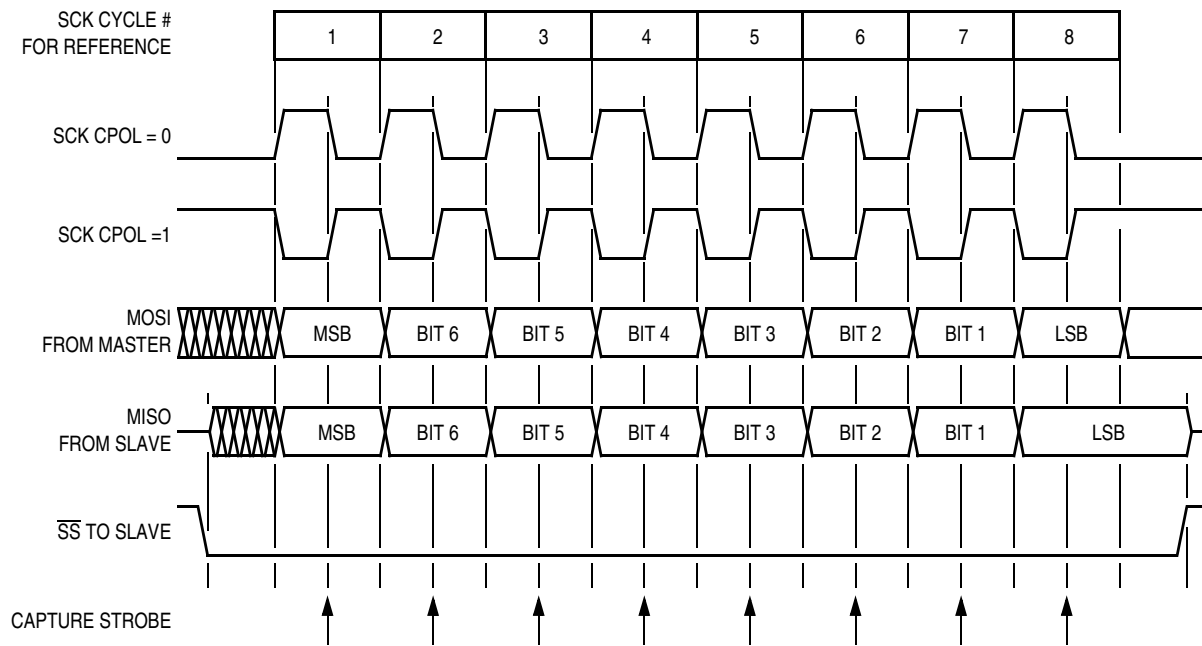 SCK CYCLE #
FOR REFERENCE
1 2 3 4 5 6 7 8
SCK CPOL = 0
SCK CPOL =1
MOSI
FROM MASTER
MSB BIT 6 BIT 5 BIT 4 BIT 3 BIT 2 BIT 1 LSB
MISO
FROM SLAVE
MSB BIT 6 BIT 5 BIT 4 BIT 3 BIT 2 BIT 1 LSB
SS TO SLAVE
CAPTURE STROBE